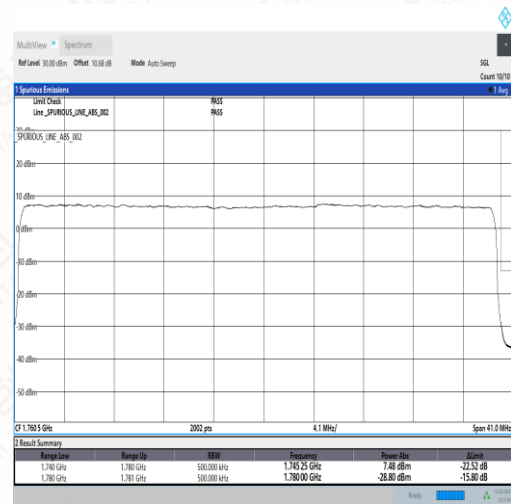 MultiView Spectrum
Ref Level 30.00 dBm Offset 10.68 dB Mode Auto Sweep SGL
Count 10/10
1 Spurious Emissions 1 Avg
Limit Check PASS
Line _SPURIOUS_LINE_ABS_002 PASS
30 dBm
_SPURIOUS_LINE_ABS_002
20 dBm
10 dBm
0 dBm
-10 dBm
-20 dBm
-30 dBm
-40 dBm
-50 dBm
CF 1.760 5 GHz 2002 pts 4.1 MHz/ Span 41.0 MHz
2 Result Summary
Range Low Range Up RBW Frequency Power Abs ΔLimit
1.740 GHz 1.780 GHz 500.000 kHz 1.745 25 GHz 7.48 dBm -22.52 dB
1.780 GHz 1.781 GHz 500.000 kHz 1.780 00 GHz -28.80 dBm -15.80 dB
Ready